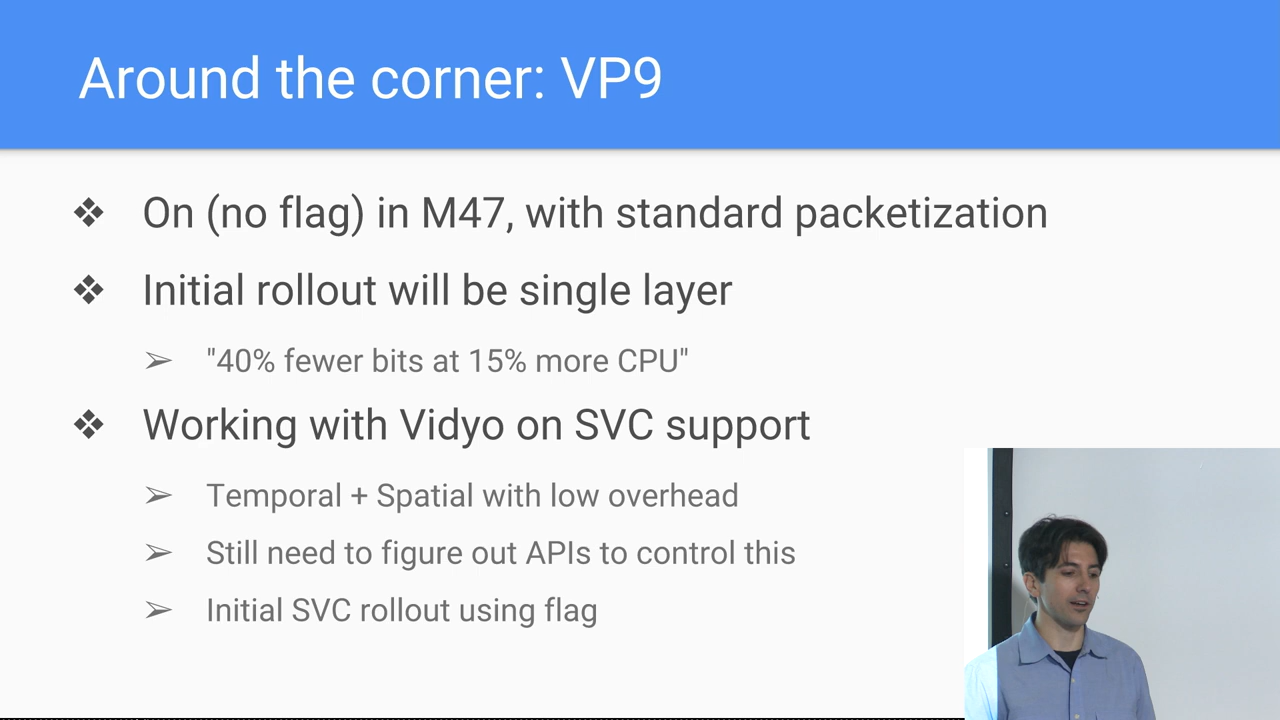 Around the corner: VP9
❖ On (no flag) in M47, with standard packetization
❖ Initial rollout will be single layer
➢ "40% fewer bits at 15% more CPU"
❖ Working with Vidyo on SVC support
➢ Temporal + Spatial with low overhead
➢ Still need to figure out APIs to control this
➢ Initial SVC rollout using flag